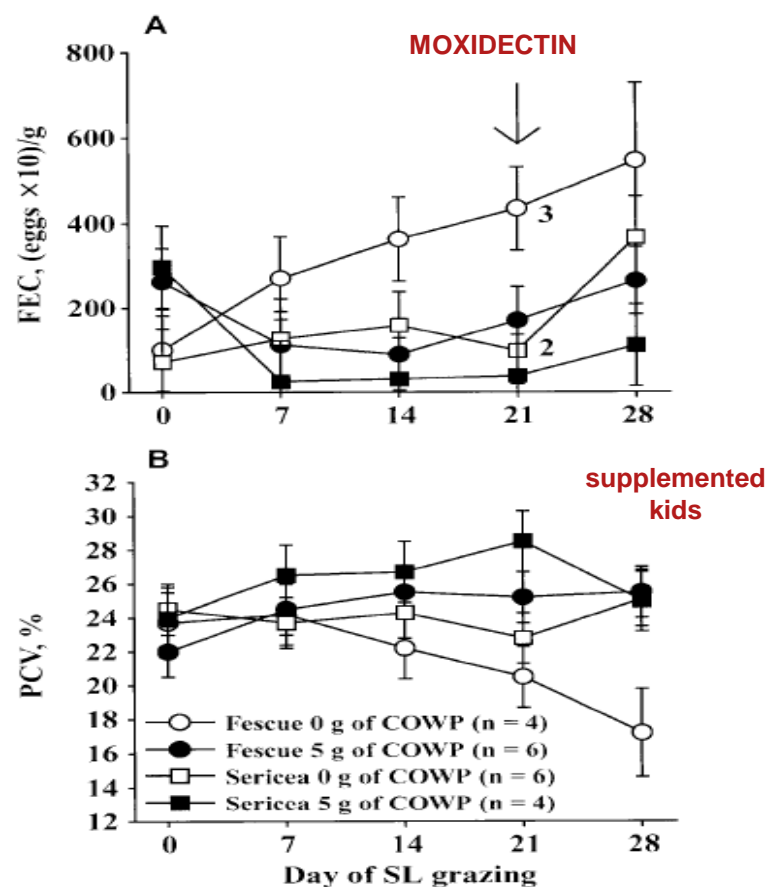 A
MOXIDECTIN
FEC, (eggs ×10)/g
800
600
400
200
0
3
2
0 7 14 21 28
B
supplemented
kids
PCV, %
32
30
28
26
24
22
20
18
16
14
12
Fescue 0 g of COWP (n = 4)
Fescue 5 g of COWP (n = 6)
Sericea 0 g of COWP (n = 6)
Sericea 5 g of COWP (n = 4)
0 7 14 21 28
Day of SL grazing